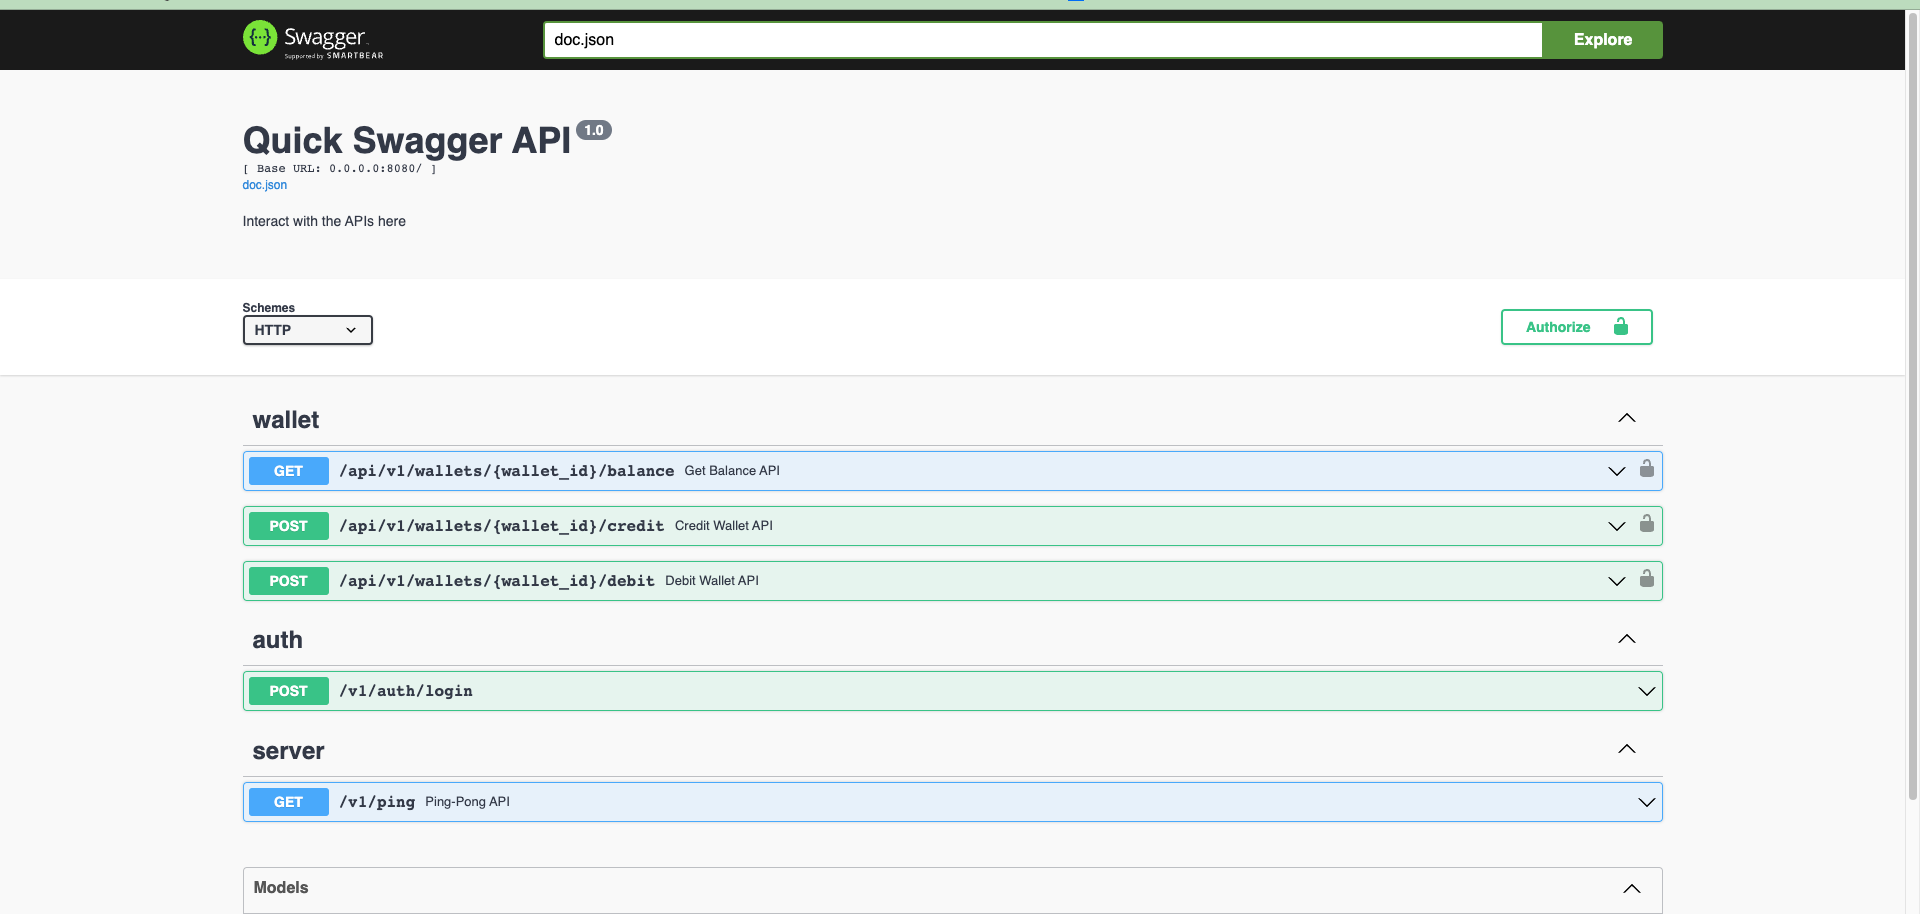 Swagger
Supported by SMARTBEAR
doc.json
Explore
Quick Swagger API 1.0
[ Base URL: 0.0.0.0:8080/ ]
doc.json
Interact with the APIs here
Schemes
HTTP
Authorize
wallet
GET /api/v1/wallets/{wallet_id}/balance Get Balance API
POST /api/v1/wallets/{wallet_id}/credit Credit Wallet API
POST /api/v1/wallets/{wallet_id}/debit Debit Wallet API
auth
POST /v1/auth/login
server
GET /v1/ping Ping-Pong API
Models